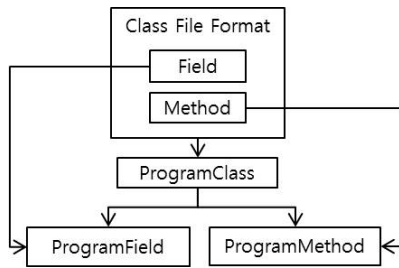 Class File Format
Field
Method
ProgramClass
ProgramField
ProgramMethod